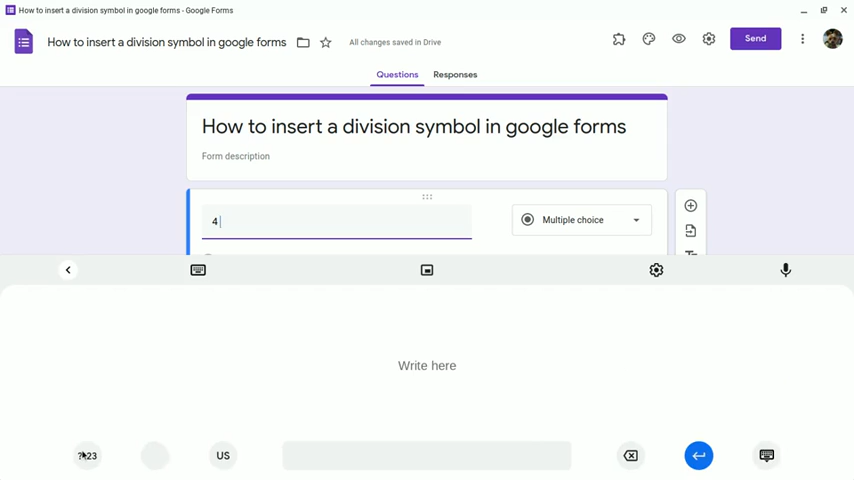 How to insert a division symbol in google forms - Google Forms
How to insert a division symbol in google forms
All changes saved in Drive
Send
Questions
Responses
How to insert a division symbol in google forms
Form description
4
Multiple choice
Write here
US